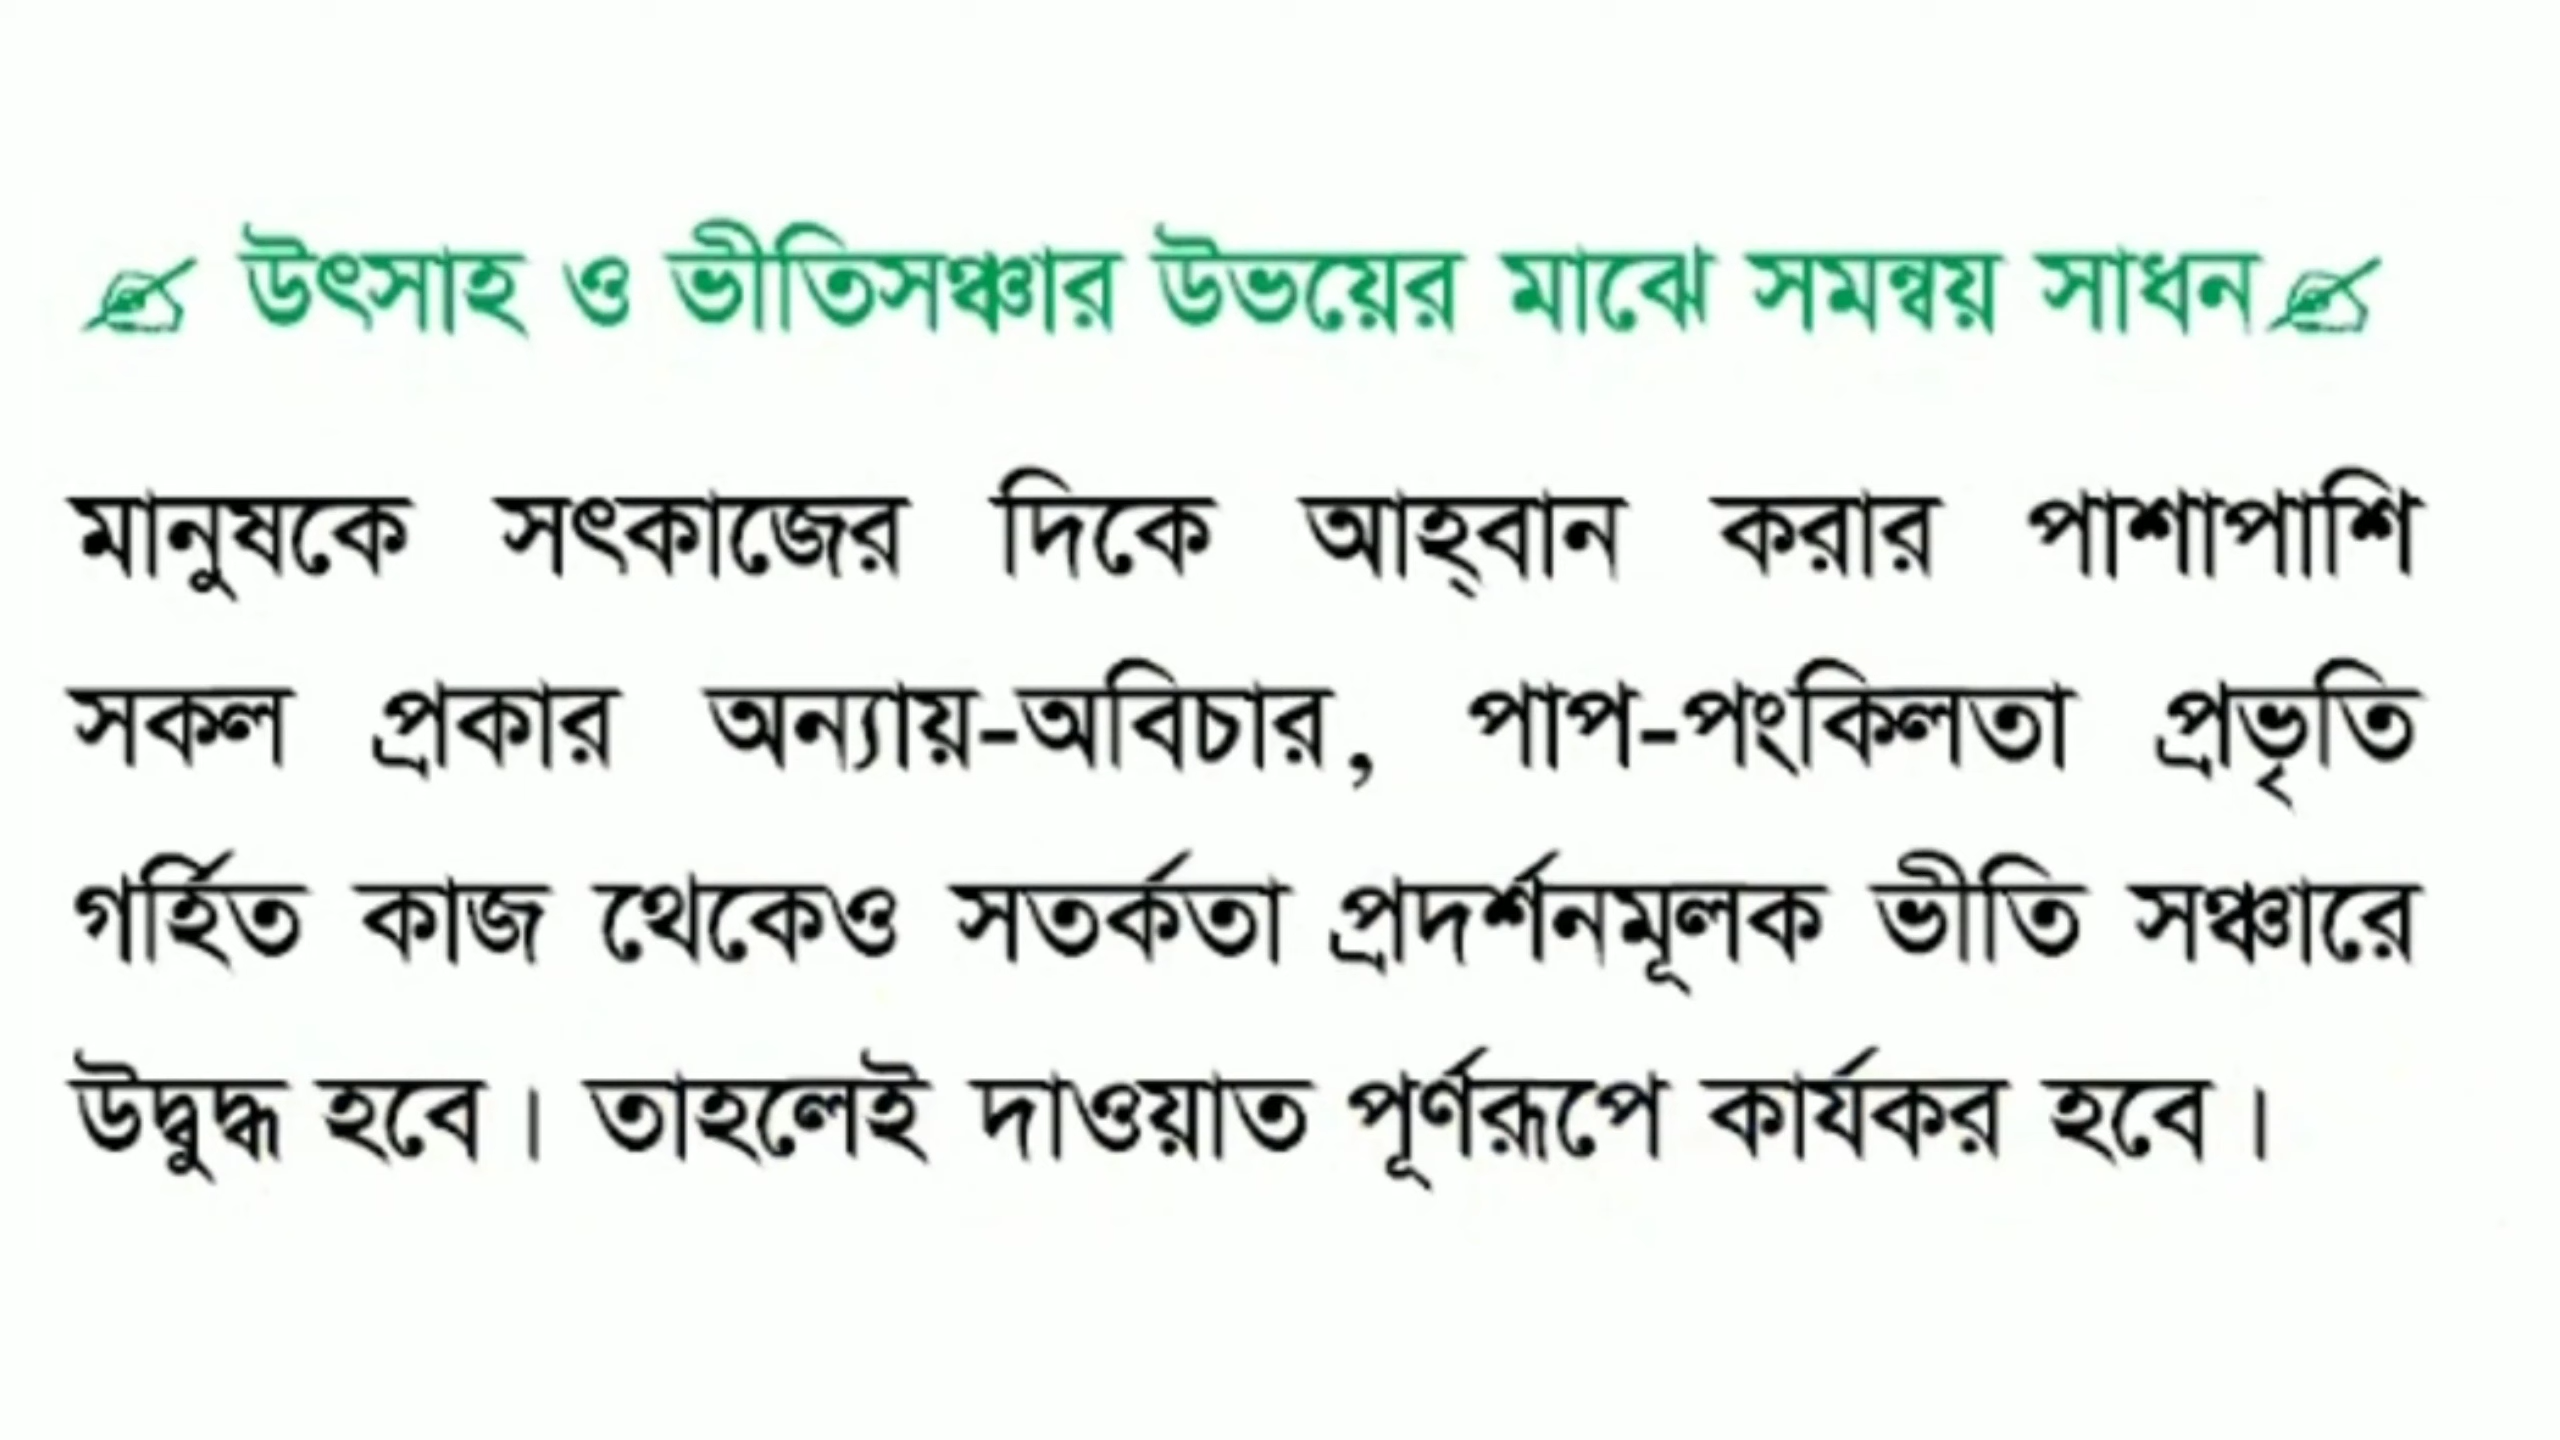 ✍ উৎসাহ ও ভীতিসঞ্চার উভয়ের মাঝে সমন্বয় সাধন✍
মানুষকে সৎকাজের দিকে আহ্‌বান করার পাশাপাশি
সকল প্রকার অন্যায়-অবিচার, পাপ-পংকিলতা প্রভৃতি
গর্হিত কাজ থেকেও সতর্কতা প্রদর্শনমূলক ভীতি সঞ্চারে
উদ্বুদ্ধ হবে। তাহলেই দাওয়াত পূর্ণরূপে কার্যকর হবে।